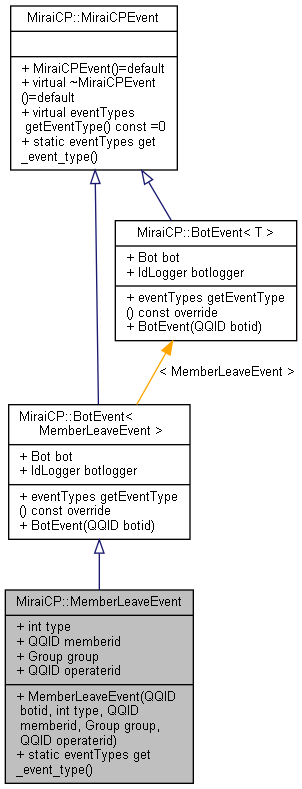 MiraiCP::MiraiCPEvent
+ MiraiCPEvent()=default
+ virtual ~MiraiCPEvent
()=default
+ virtual eventTypes
getEventType() const =0
+ static eventTypes get
_event_type()
MiraiCP::BotEvent< T >
+ Bot bot
+ IdLogger botlogger
+ eventTypes getEventType
() const override
+ BotEvent(QQID botid)
< MemberLeaveEvent >
MiraiCP::BotEvent<
MemberLeaveEvent >
+ Bot bot
+ IdLogger botlogger
+ eventTypes getEventType
() const override
+ BotEvent(QQID botid)
MiraiCP::MemberLeaveEvent
+ int type
+ QQID memberid
+ Group group
+ QQID operaterid
+ MemberLeaveEvent(QQID
botid, int type, QQID
memberid, Group group,
QQID operaterid)
+ static eventTypes get
_event_type()